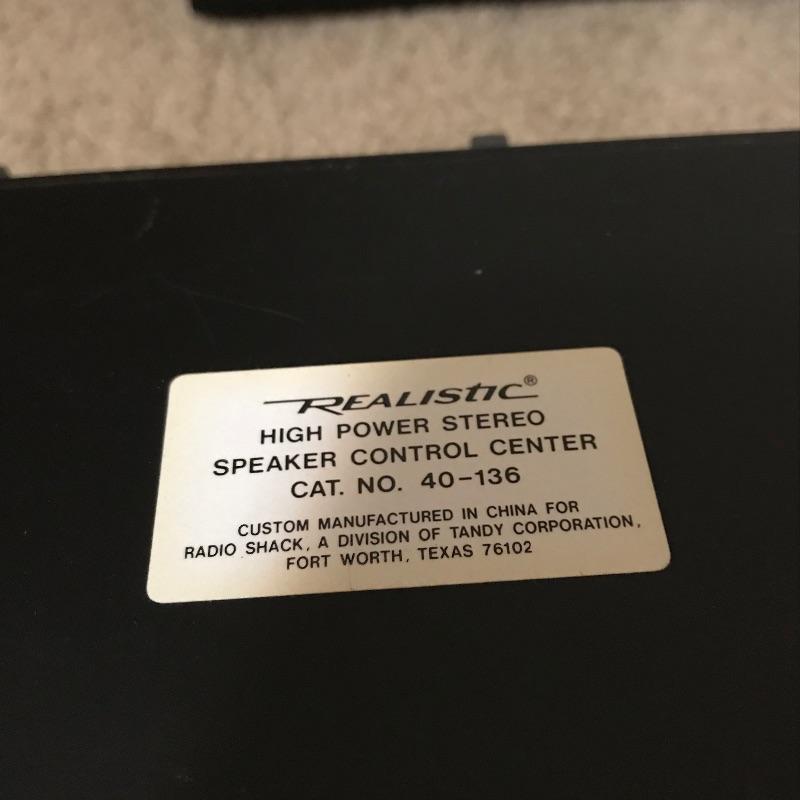 REALISTIC®
HIGH POWER STEREO
SPEAKER CONTROL CENTER
CAT. NO. 40-136
CUSTOM MANUFACTURED IN CHINA FOR
RADIO SHACK, A DIVISION OF TANDY CORPORATION,
FORT WORTH, TEXAS 76102